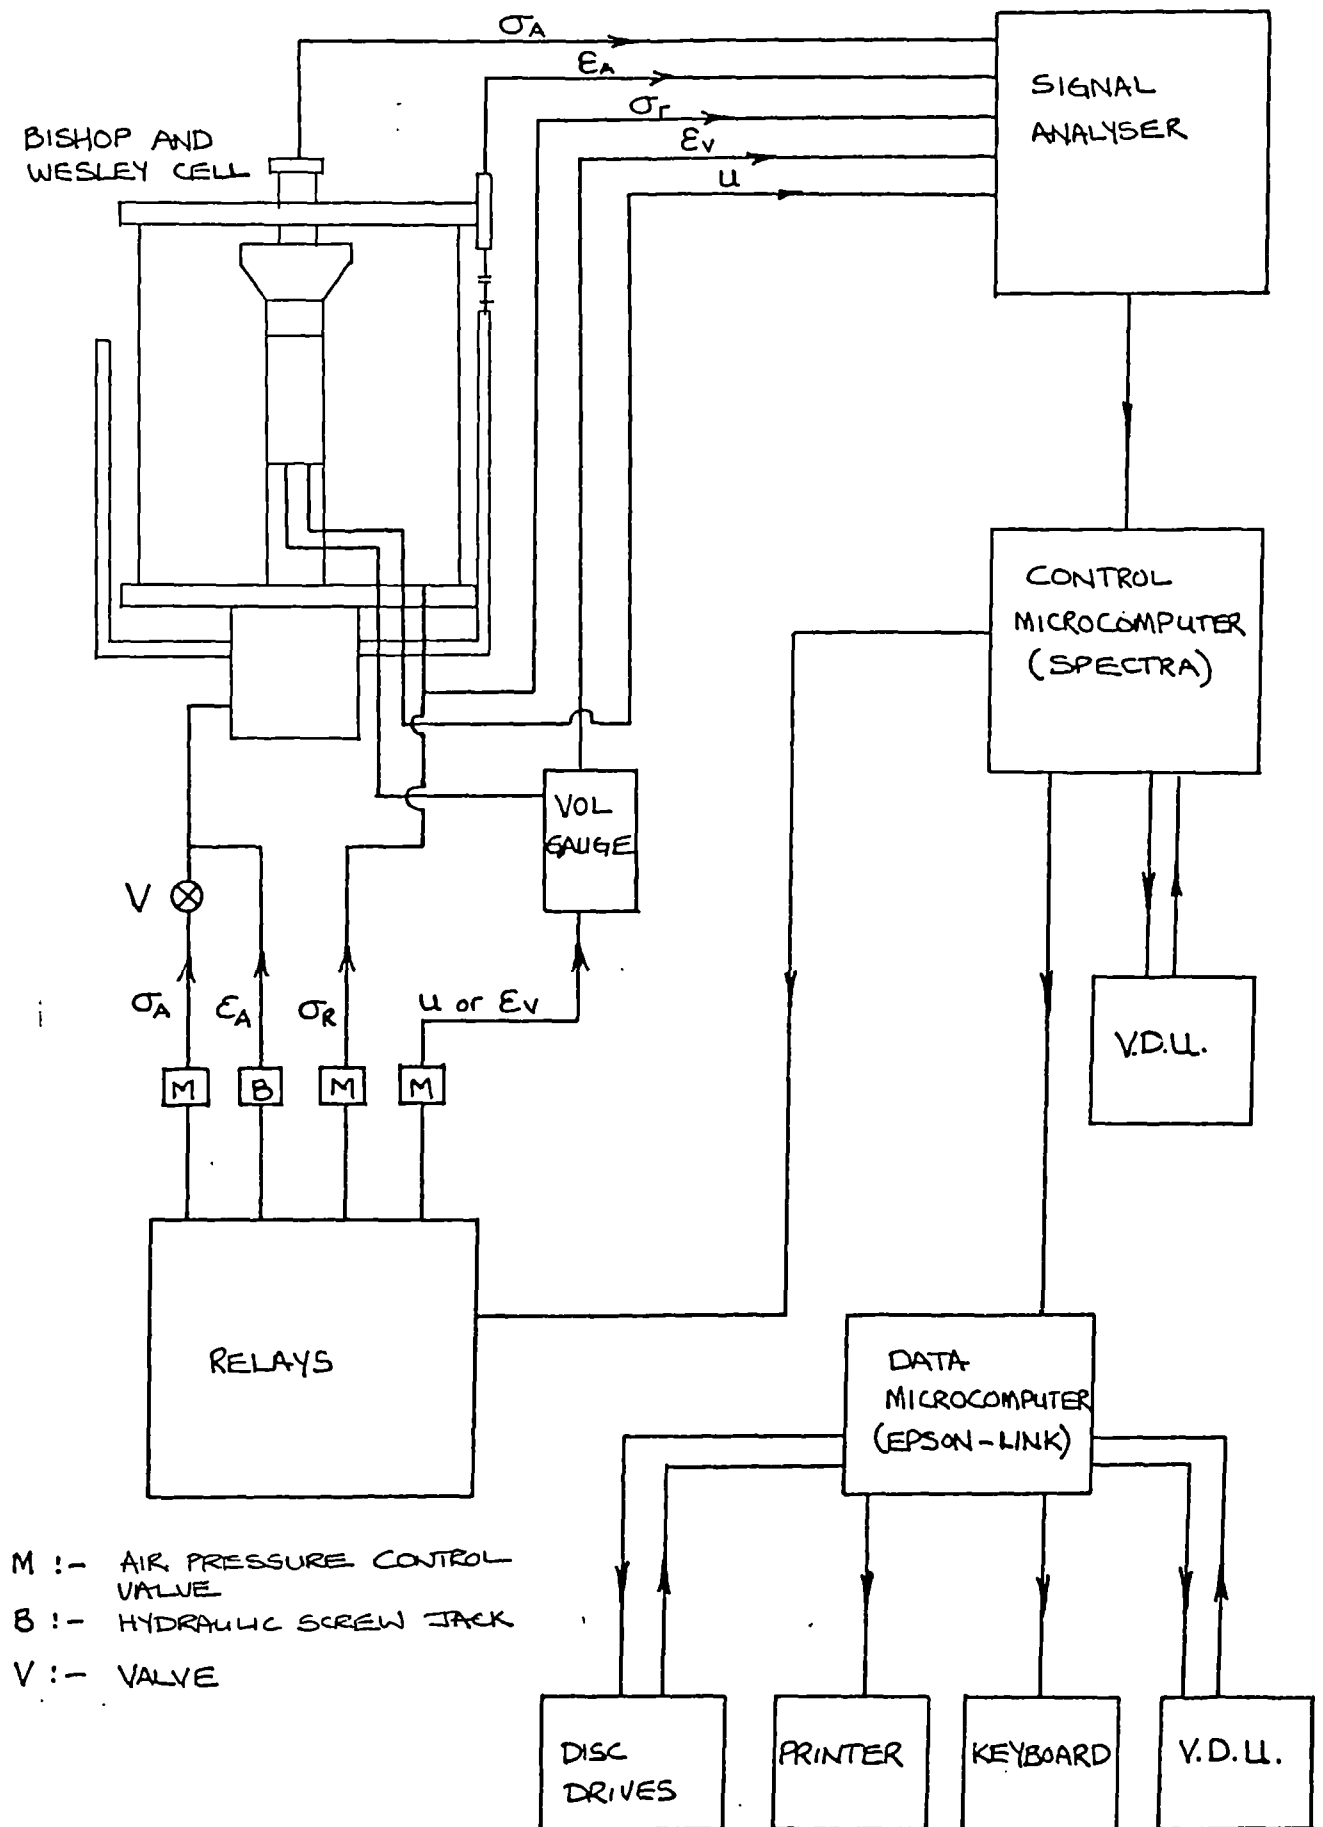 σA
εA
σr
εv
u
SIGNAL
ANALYSER
BISHOP AND
WESLEY CELL
CONTROL
MICROCOMPUTER
(SPECTRA)
VOL
GAUGE
V
σA
εA
σR
u or εv
V.D.U.
M
B
M
M
RELAYS
DATA
MICROCOMPUTER
(EPSON-LINK)
M :- AIR PRESSURE CONTROL
VALVE
B :- HYDRAULIC SCREW JACK
V :- VALVE
DISC
DRIVES
PRINTER
KEYBOARD
V.D.U.